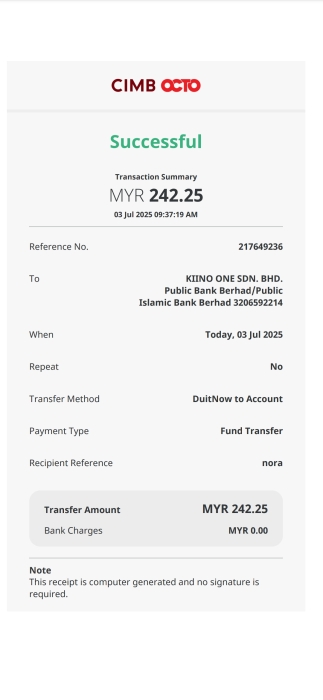 CIMB OCTO
Successful
Transaction Summary
MYR 242.25
03 Jul 2025 09:37:19 AM
Reference No. 217649236
To KIINO ONE SDN. BHD.
Public Bank Berhad/Public
Islamic Bank Berhad 3206592214
When Today, 03 Jul 2025
Repeat No
Transfer Method DuitNow to Account
Payment Type Fund Transfer
Recipient Reference nora
Transfer Amount MYR 242.25
Bank Charges MYR 0.00
Note
This receipt is computer generated and no signature is
required.